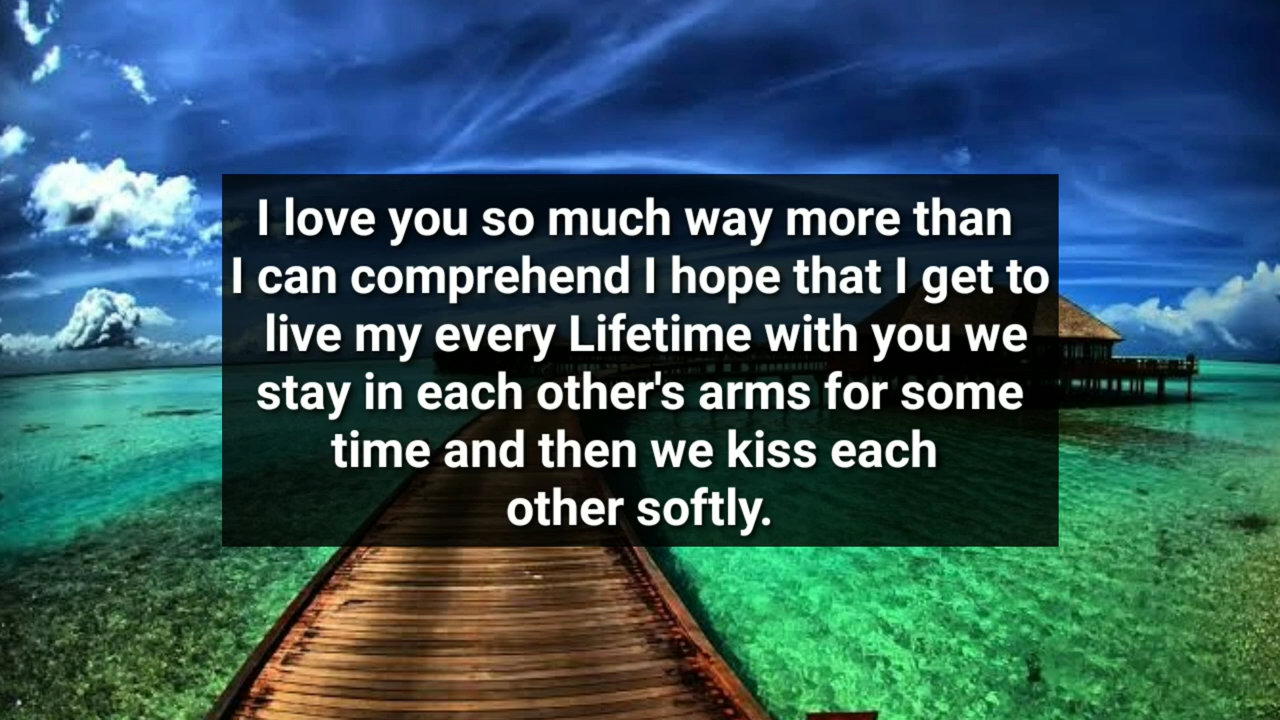 I love you so much way more than
I can comprehend I hope that I get to
live my every Lifetime with you we
stay in each other's arms for some
time and then we kiss each
other softly.